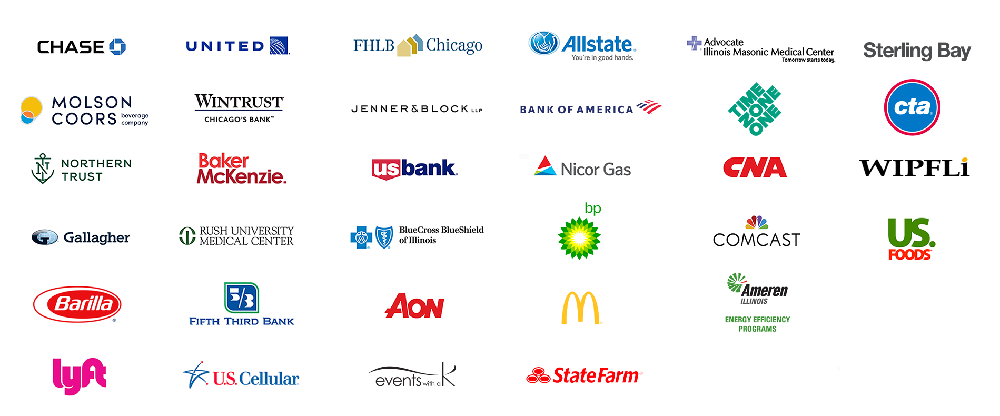 CHASE
UNITED
FHLB Chicago
Allstate®
You're in good hands.
Advocate
Illinois Masonic Medical Center
Tomorrow starts today.
Sterling Bay
MOLSON
COORS beverage
company
WINTRUST
CHICAGO'S BANK™
JENNER&BLOCK LLP
BANK OF AMERICA
TIME
ZONE
ONE
cta®
NORTHERN
TRUST
Baker
McKenzie.
usbank®
Nicor Gas
CNA
WIPFLi
Gallagher
RUSH UNIVERSITY
MEDICAL CENTER
BlueCross BlueShield
of Illinois
bp
COMCAST
US.
FOODS®
Barilla®
5/3
FIFTH THIRD BANK
AON
M
Ameren
ILLINOIS
ENERGY EFFICIENCY
PROGRAMS
lyft
U.S. Cellular®
events with a K
State Farm®